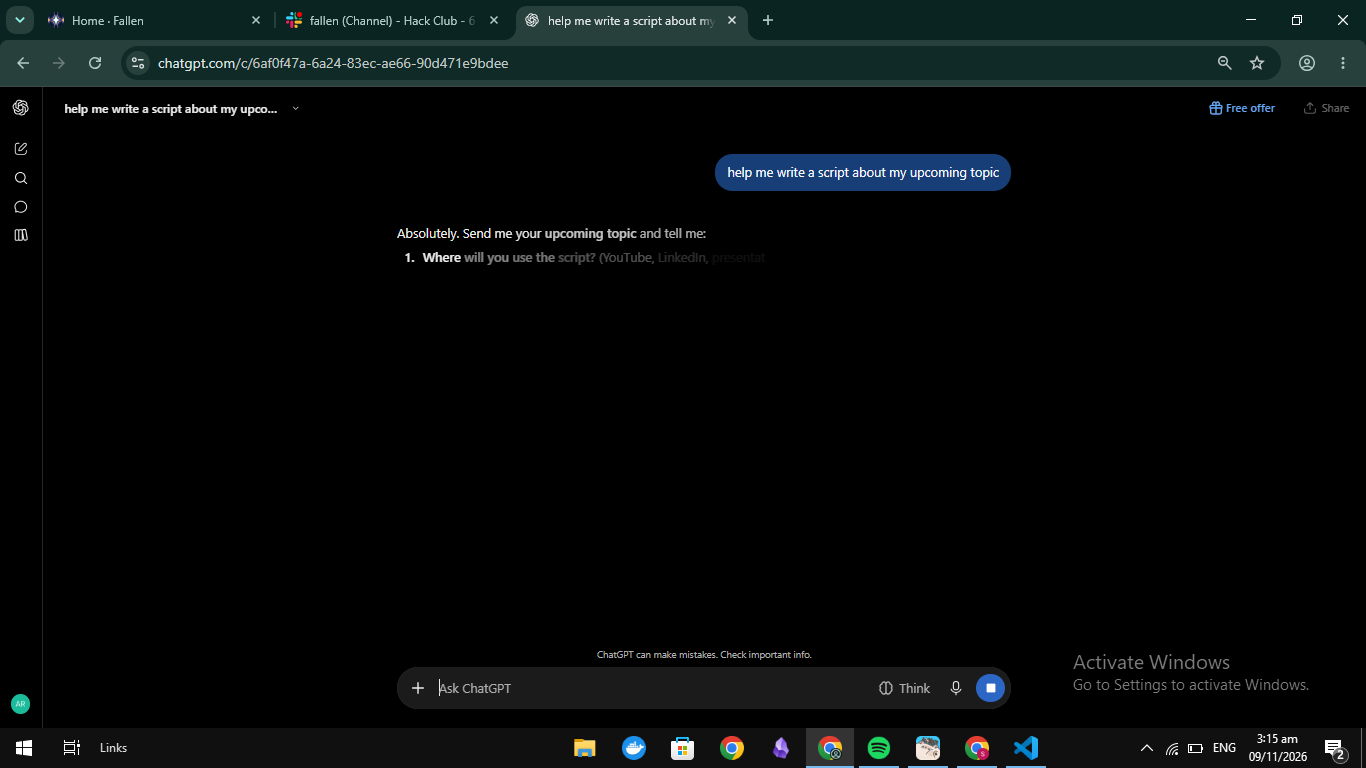 Home · Fallen
fallen (Channel) - Hack Club - 6
help me write a script about my
chatgpt.com/c/6af0f47a-6a24-83ec-ae66-90d471e9bdee
help me write a script about my upco...
Free offer
Share
help me write a script about my upcoming topic
Absolutely. Send me your upcoming topic and tell me:
1. Where will you use the script? (YouTube, LinkedIn, presentat
ChatGPT can make mistakes. Check important info.
Ask ChatGPT
Think
Activate Windows
Go to Settings to activate Windows.
AR
Links
ENG
3:15 am
09/11/2026
2